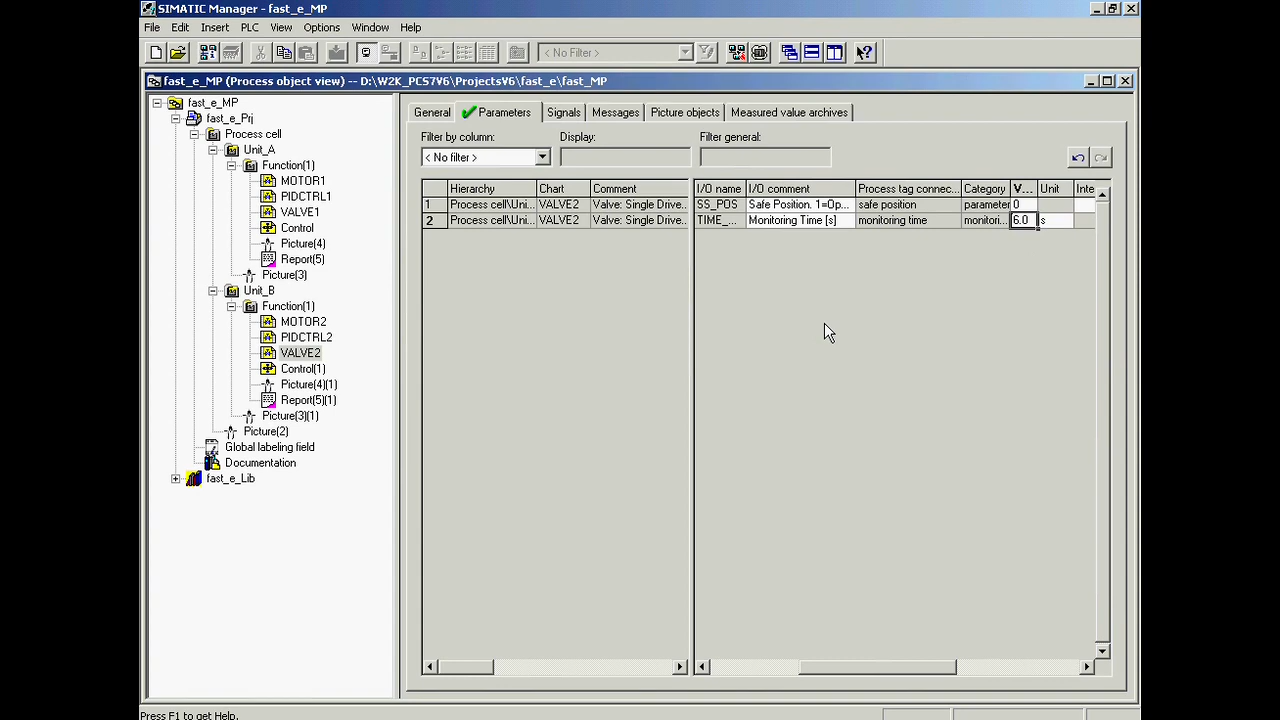 SIMATIC Manager - fast_e_MP
File Edit Insert PLC View Options Window Help
< No Filter >
fast_e_MP (Process object view) -- D:\W2K_PCS7V6\ProjectsV6\fast_e\fast_MP
fast_e_MP
fast_e_Prj
Process cell
Unit_A
Function(1)
MOTOR1
PIDCTRL1
VALVE1
Control
Picture(4)
Report(5)
Picture(3)
Unit_B
Function(1)
MOTOR2
PIDCTRL2
VALVE2
Control(1)
Picture(4)(1)
Report(5)(1)
Picture(3)(1)
Picture(2)
Global labeling field
Documentation
fast_e_Lib
General Parameters Signals Messages Picture objects Measured value archives
Filter by column: Display: Filter general:
< No filter >
Hierarchy Chart Comment I/O name I/O comment Process tag connec... Category V... Unit Inte
1 Process cell\Uni... VALVE2 Valve: Single Drive... SS_POS Safe Position. 1=Op... safe position parameter 0
2 Process cell\Uni... VALVE2 Valve: Single Drive... TIME_... Monitoring Time [s] monitoring time monitori... 6.0 s
Press F1 to get Help.